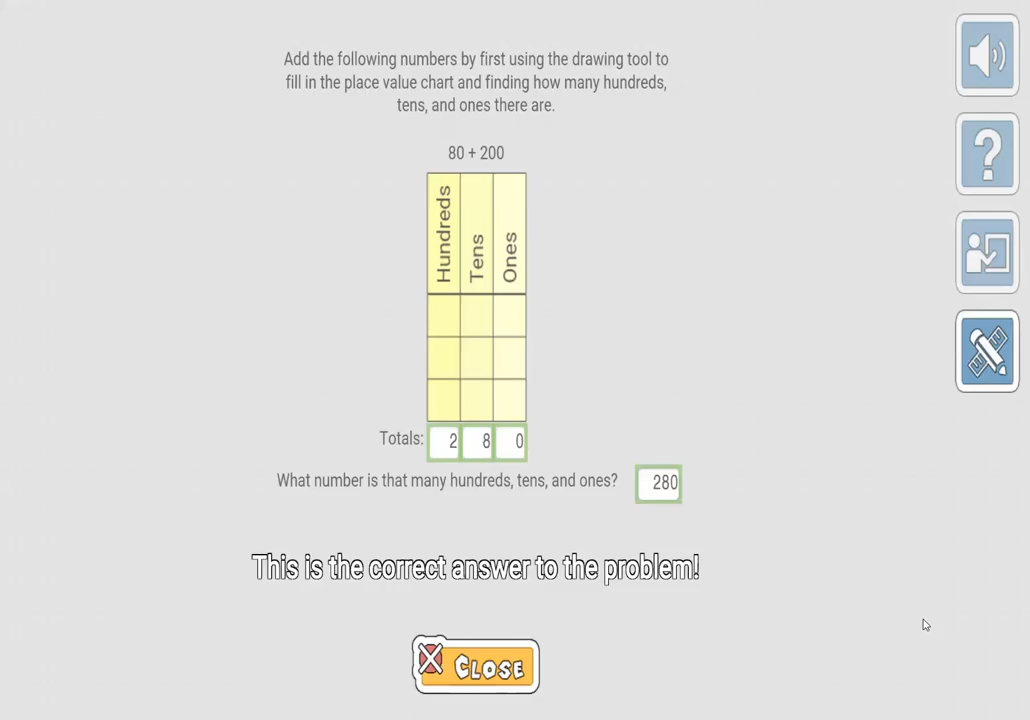 Add the following numbers by first using the drawing tool to
fill in the place value chart and finding how many hundreds,
tens, and ones there are.
80 + 200
Hundreds
Tens
Ones
Totals: 2 8 0
What number is that many hundreds, tens, and ones? 280
This is the correct answer to the problem!
CLOSE